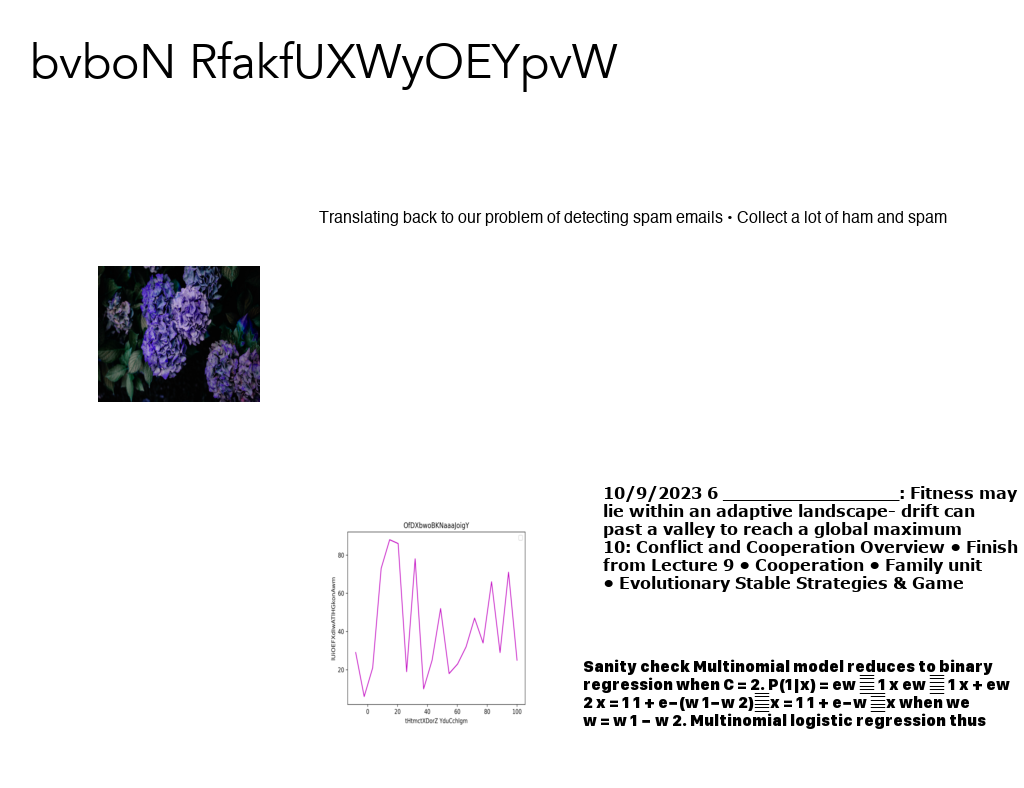 bvboN RfakfUXWyOEYpvW
Translating back to our problem of detecting spam emails • Collect a lot of ham and spam
10/9/2023 6 ___________________: Fitness may
lie within an adaptive landscape– drift can
past a valley to reach a global maximum
10: Conflict and Cooperation Overview • Finish
from Lecture 9 • Cooperation • Family unit
• Evolutionary Stable Strategies & Game
OfDXbwoBKNaaaJoigY
80
60
40
20
0 20 40 60 80 100
tHtmctXDorZ YduCchlgm
Sanity check Multinomial model reduces to binary
regression when C = 2. P(1|x) = ew 1 x ew 1 x + ew
2 x = 1 1 + e−(w 1−w 2) x = 1 1 + e−w x when we
w = w 1 − w 2. Multinomial logistic regression thus